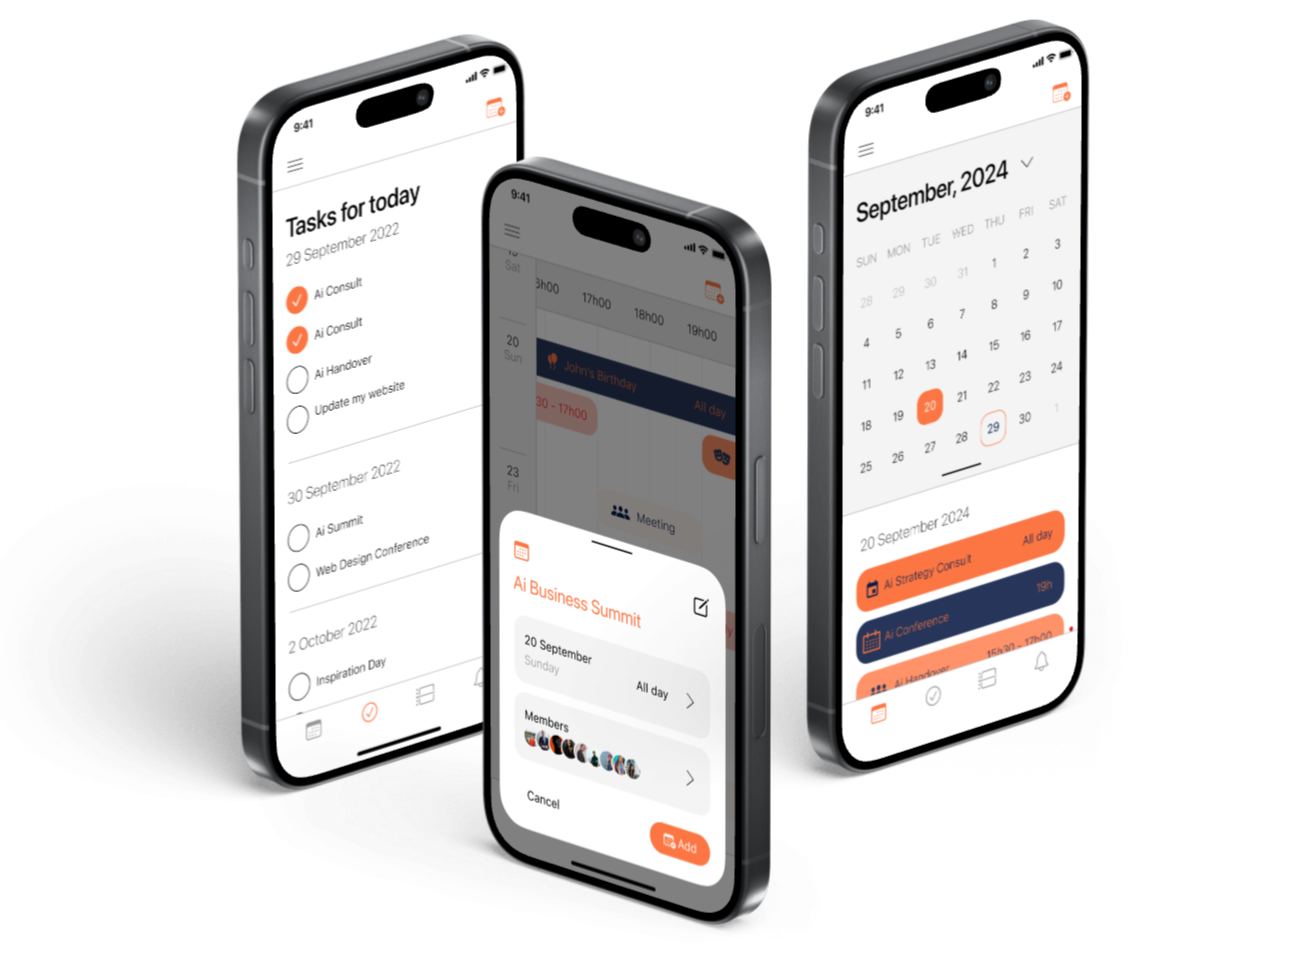 9:41
Tasks for today
29 September 2022
Ai Consult
Ai Consult
Ai Handover
Update my website
30 September 2022
Ai Summit
Web Design Conference
2 October 2022
Inspiration Day
9:41
Sat
17h00 18h00 19h00
20
Sun
John's Birthday All day
30 - 17h00
23
Fri
Meeting
Ai Business Summit
20 September
Sunday
All day
Members
Cancel
Add
9:41
September, 2024
SUN MON TUE WED THU FRI SAT
28 29 30 31 1 2 3
4 5 6 7 8 9 10
11 12 13 14 15 16 17
18 19 20 21 22 23 24
25 26 27 28 29 30 1
20 September 2024
Ai Strategy Consult All day
Ai Conference 19h
Ai Handover 15h30 - 17h00